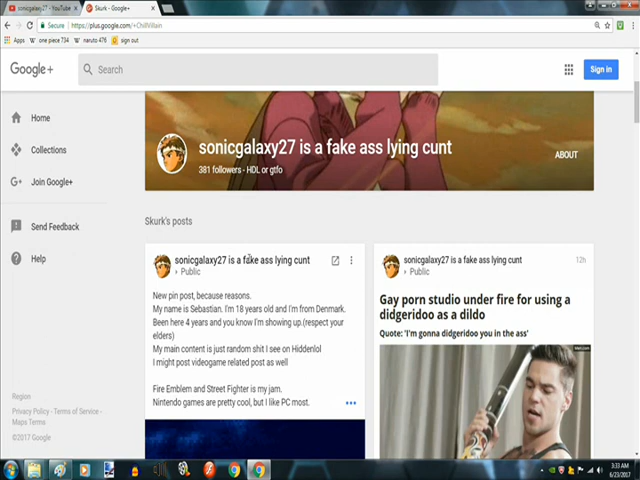 sonicgalaxy27 - YouTube
Skurk - Google+
Secure
https://plus.google.com/+ChillVillain
Apps
one piece 734
naruto 476
sign out
Google+
Search
Sign in
Home
Collections
Join Google+
Send Feedback
Help
sonicgalaxy27 is a fake ass lying cunt
381 followers - HDL or gtfo
ABOUT
Skurk's posts
sonicgalaxy27 is a fake ass lying cunt
Public
New pin post, because reasons.
My name is Sebastian. I'm 18 years old and I'm from Denmark.
Been here 4 years and you know I'm showing up.(respect your
elders)
My main content is just random shit I see on Hiddenlol
I might post videogame related post as well
Fire Emblem and Street Fighter is my jam.
Nintendo games are pretty cool, but I like PC most.
sonicgalaxy27 is a fake ass lying cunt
12h
Public
Gay porn studio under fire for using a
didgeridoo as a dildo
Quote: 'I'm gonna didgeridoo you in the ass'
Region
Privacy Policy - Terms of Service -
Maps Terms
©2017 Google
3:33 AM
6/23/2017